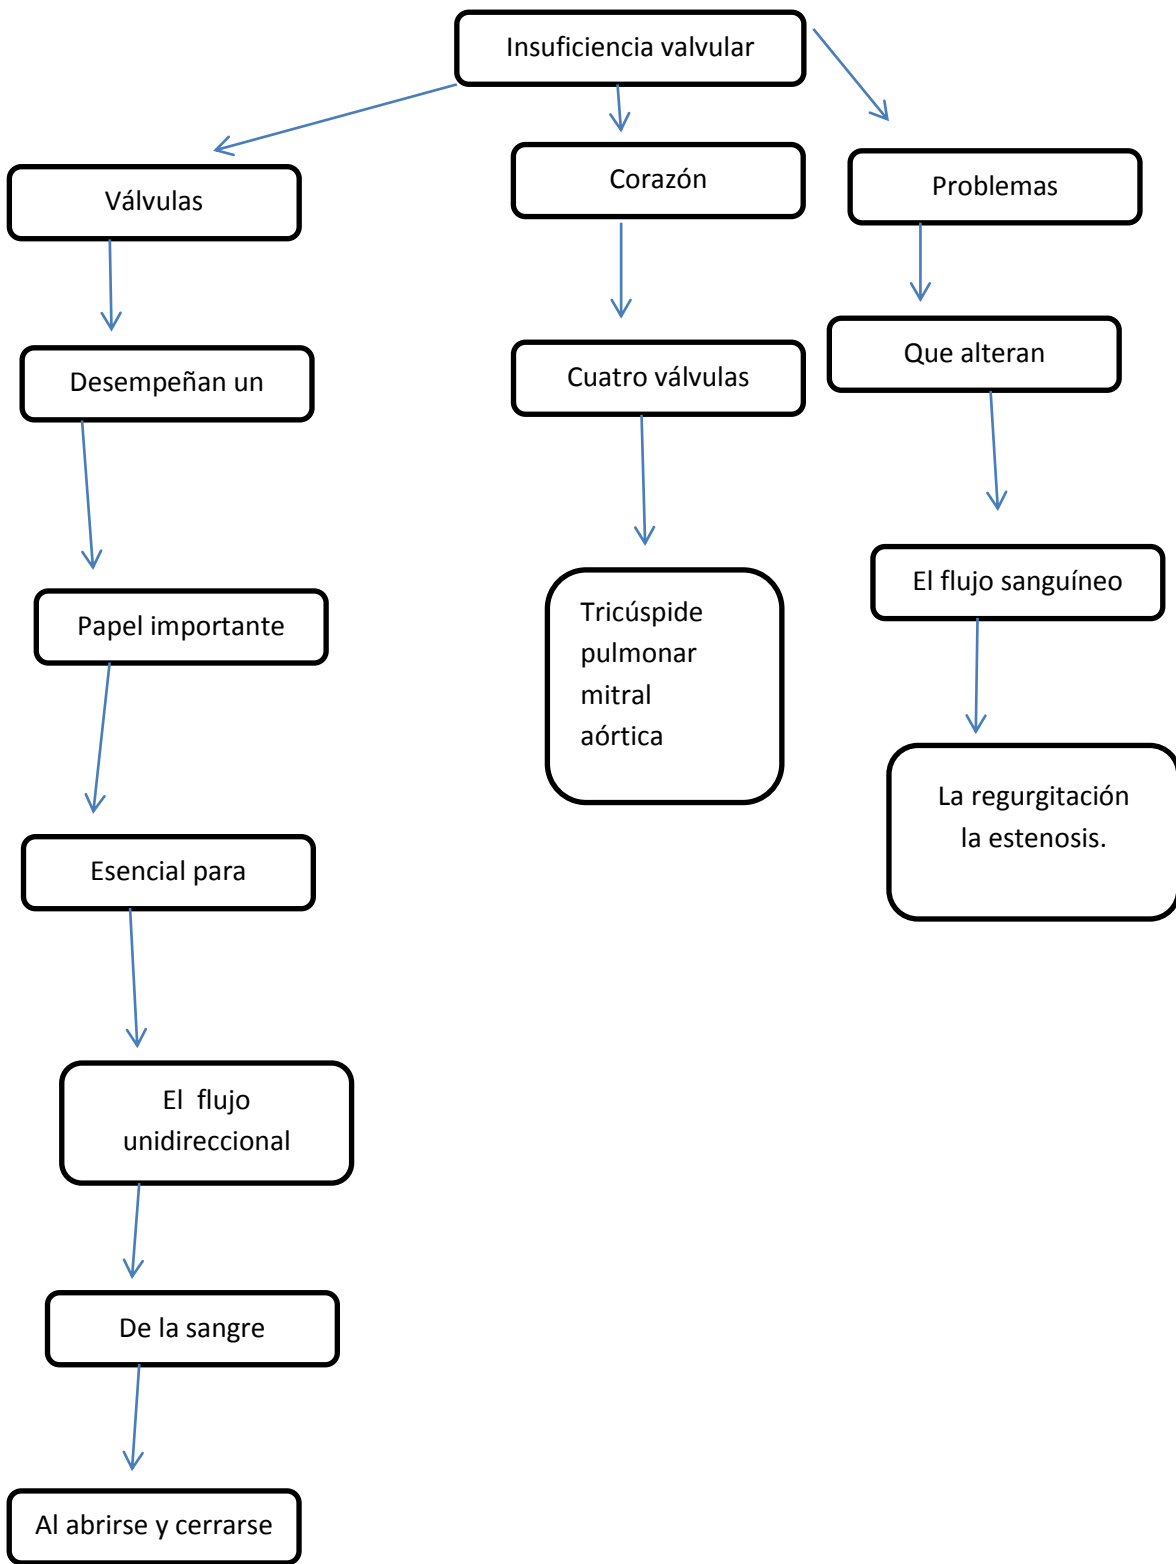 Insuficiencia valvular
Válvulas
Desempeñan un
Papel importante
Esencial para
El  flujo
unidireccional
De la sangre
Al abrirse y cerrarse
Corazón
Cuatro válvulas
Tricúspide
pulmonar
mitral
aórtica
Problemas
Que alteran
El flujo sanguíneo
La regurgitación
la estenosis.